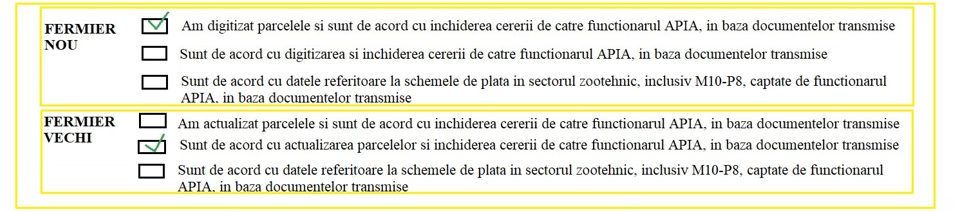 FERMIER NOU
Am digitizat parcelele si sunt de acord cu inchiderea cererii de catre functionarul APIA, in baza documentelor transmise
Sunt de acord cu digitizarea si inchiderea cererii de catre functionarul APIA, in baza documentelor transmise
Sunt de acord cu datele referitoare la schemele de plata in sectorul zootehnic, inclusiv M10-P8, captate de functionarul
APIA, in baza documentelor transmise
FERMIER VECHI
Am actualizat parcelele si sunt de acord cu inchiderea cererii de catre functionarul APIA, in baza documentelor transmise
Sunt de acord cu actualizarea parcelelor si inchiderea cererii de catre functionarul APIA, in baza documentelor transmise
Sunt de acord cu datele referitoare la schemele de plata in sectorul zootehnic, inclusiv M10-P8, captate de functionarul
APIA, in baza documentelor transmise